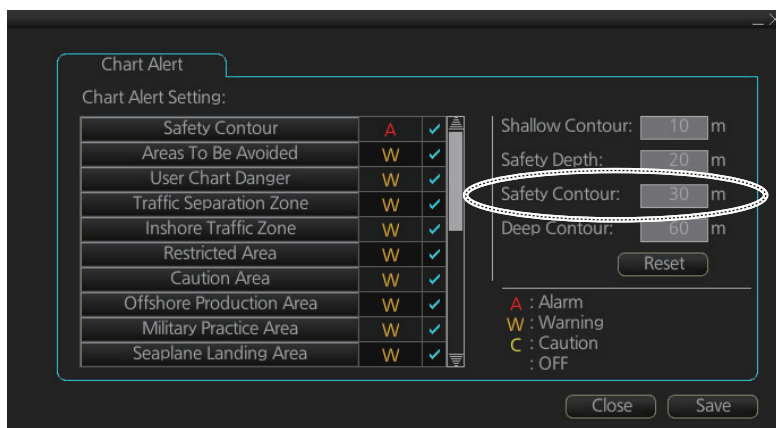 Chart Alert
Chart Alert Setting:
Safety Contour A
Areas To Be Avoided W
User Chart Danger W
Traffic Separation Zone W
Inshore Traffic Zone W
Restricted Area W
Caution Area W
Offshore Production Area W
Military Practice Area W
Seaplane Landing Area W
Shallow Contour: 10 m
Safety Depth: 20 m
Safety Contour: 30 m
Deep Contour: 60 m
Reset
A : Alarm
W : Warning
C : Caution
: OFF
Close Save